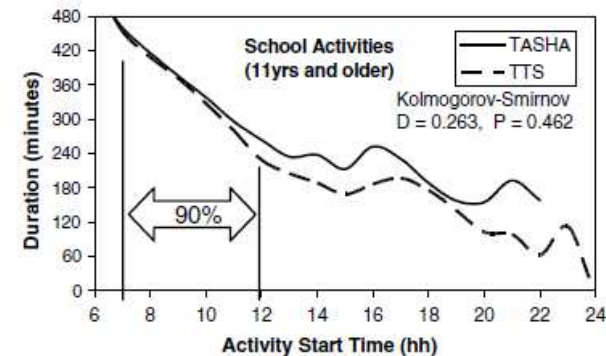 480
420
360
300
240
180
120
60
0
Duration (minutes)
School Activities
(11yrs and older)
TASHA
TTS
Kolmogorov-Smirnov
D = 0.263, P = 0.462
90%
6 8 10 12 14 16 18 20 22 24
Activity Start Time (hh)